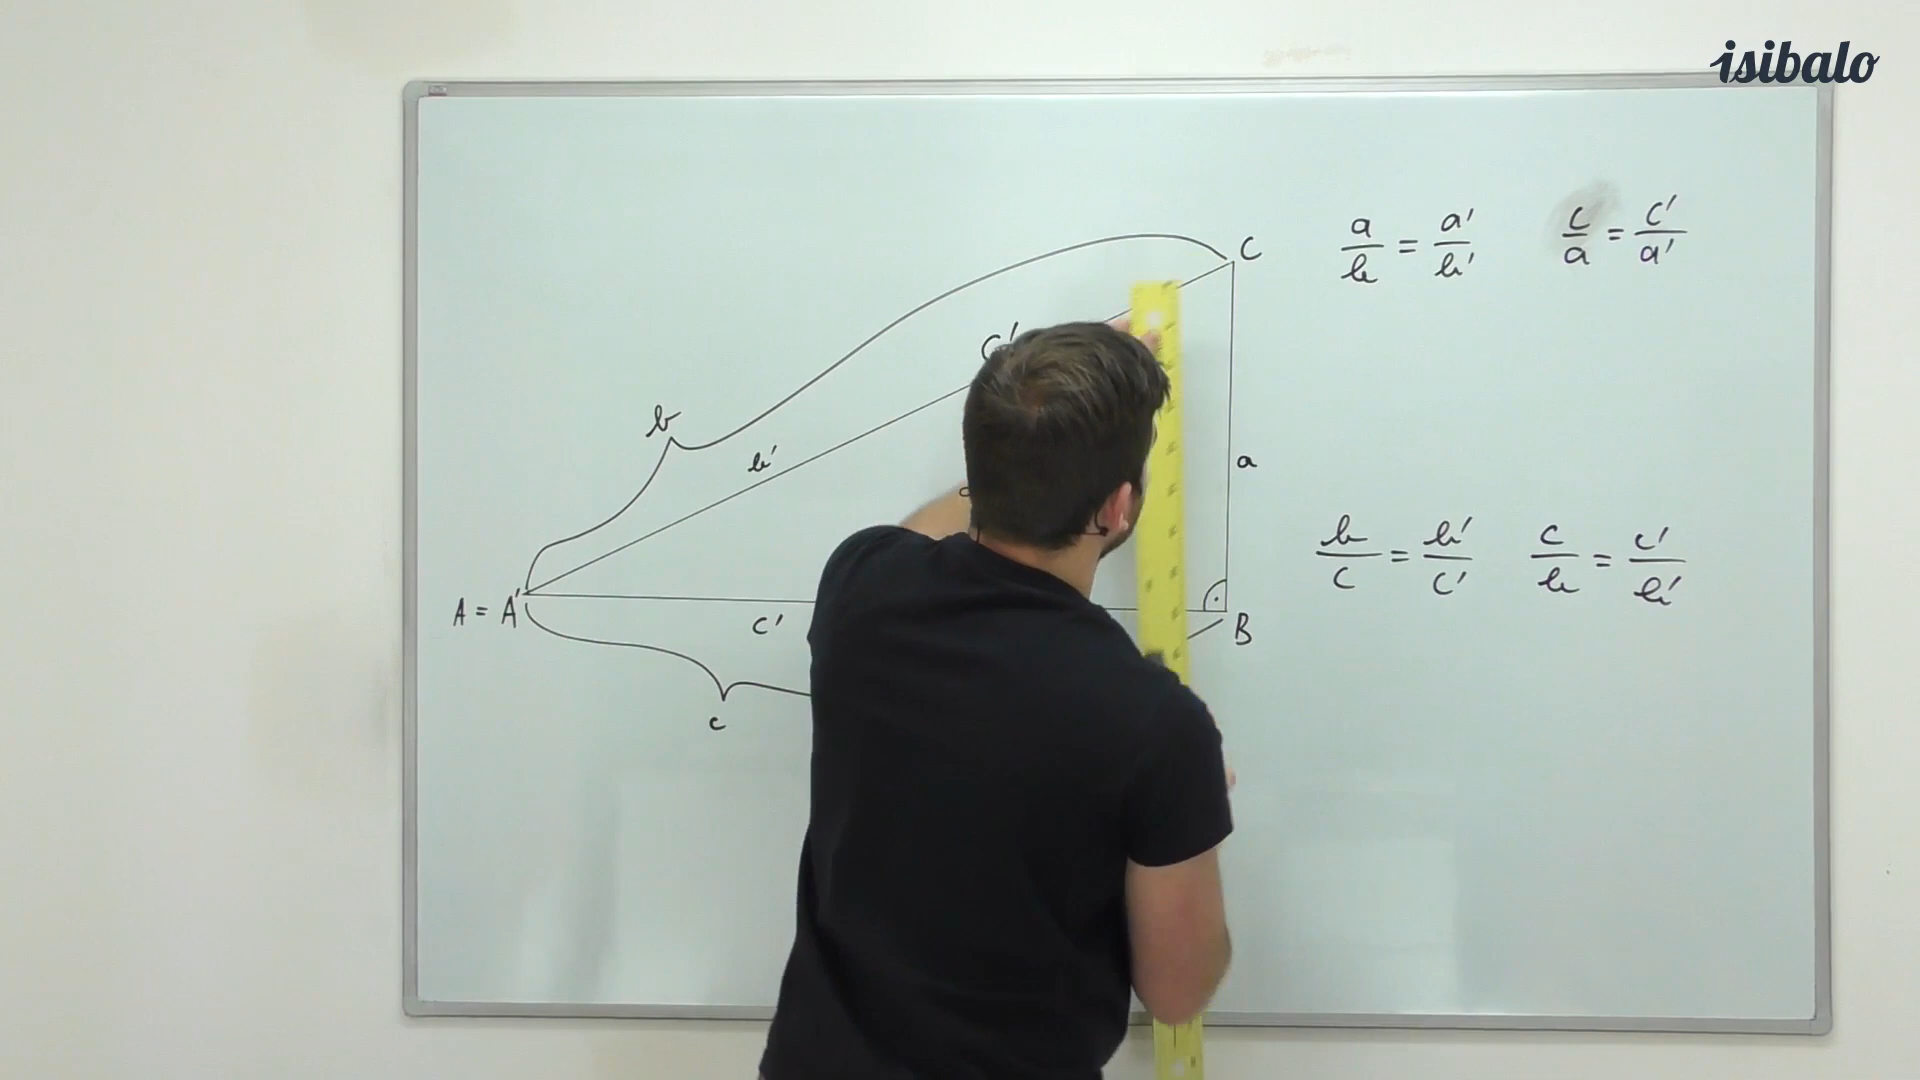 isibalo
a/b = a'/b' c/a = c'/a'
C
C'
b
b'
a
b/c = b'/c' c/b = c'/b'
A = A'
c'
B
c